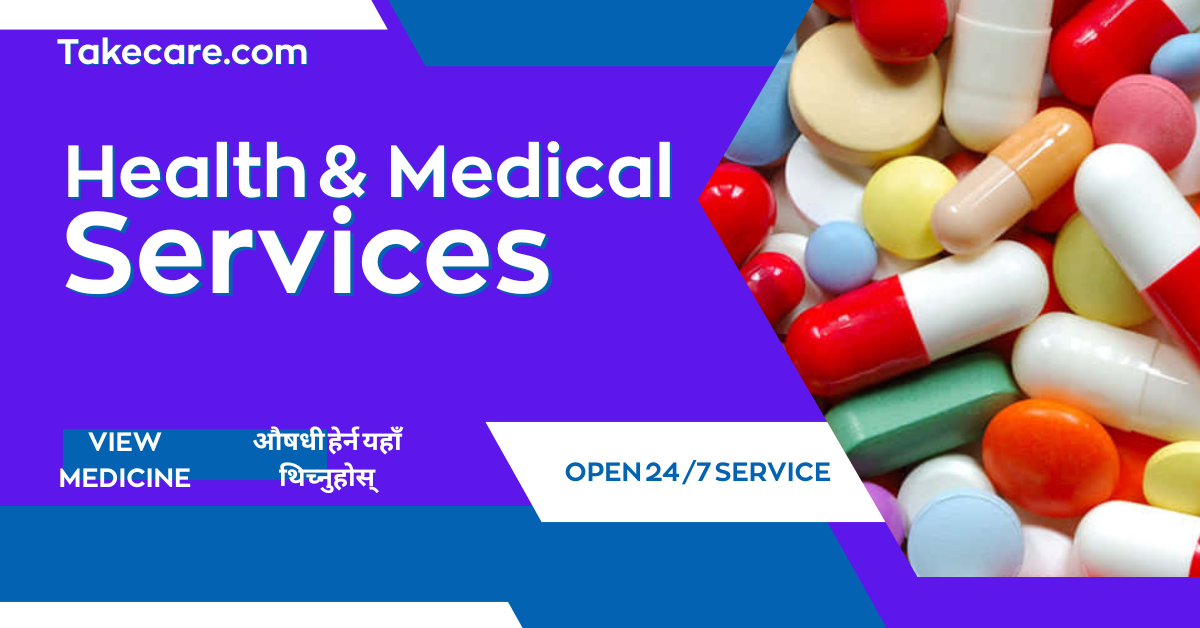 Takecare.com
Health & Medical
Services
VIEW
MEDICINE
औषधी हेर्न यहाँ
थिच्नुहोस्
OPEN 24/7 SERVICE